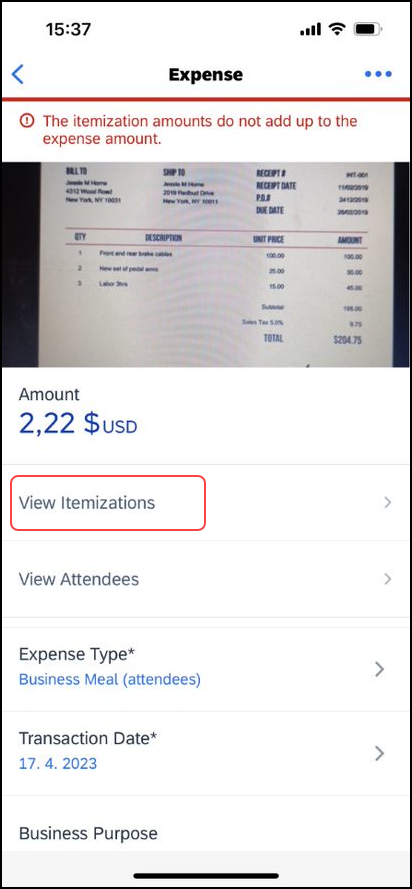 15:37
Expense
The itemization amounts do not add up to the
expense amount.
BILL TO SHIP TO RECEIPT # INT-001
Jessie M Horne Jessie M Horne RECEIPT DATE 11/02/2019
4312 Wood Road 2019 Redbud Drive P.O.#
New York, NY 10031 New York, NY 10011 DUE DATE 26/02/2019
QTY DESCRIPTION UNIT PRICE AMOUNT
1 Front and rear brake cables 100.00 100.00
2 New set of pedal arms 25.00 50.00
3 Labor 3hrs 15.00 45.00
Subtotal 195.00
Sales Tax 5.0% 9.75
TOTAL $204.75
Amount
2,22 $ USD
View Itemizations
View Attendees
Expense Type*
Business Meal (attendees)
Transaction Date*
17. 4. 2023
Business Purpose